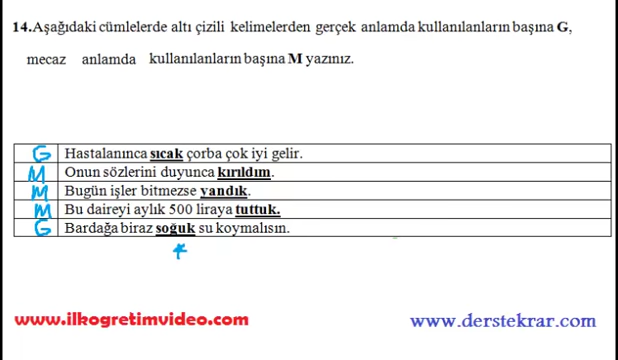 14.Aşağıdaki cümlelerde altı çizili kelimelerden gerçek anlamda kullanılanların başına G,
mecaz anlamda kullanılanların başına M yazınız.
G Hastalanınca sıcak çorba çok iyi gelir.
M Onun sözlerini duyunca kırıldım.
M Bugün işler bitmezse yandık.
M Bu daireyi aylık 500 liraya tuttuk.
G Bardağa biraz soğuk su koymalısın.
www.ilkogretimvideo.com
www.derstekrar.com